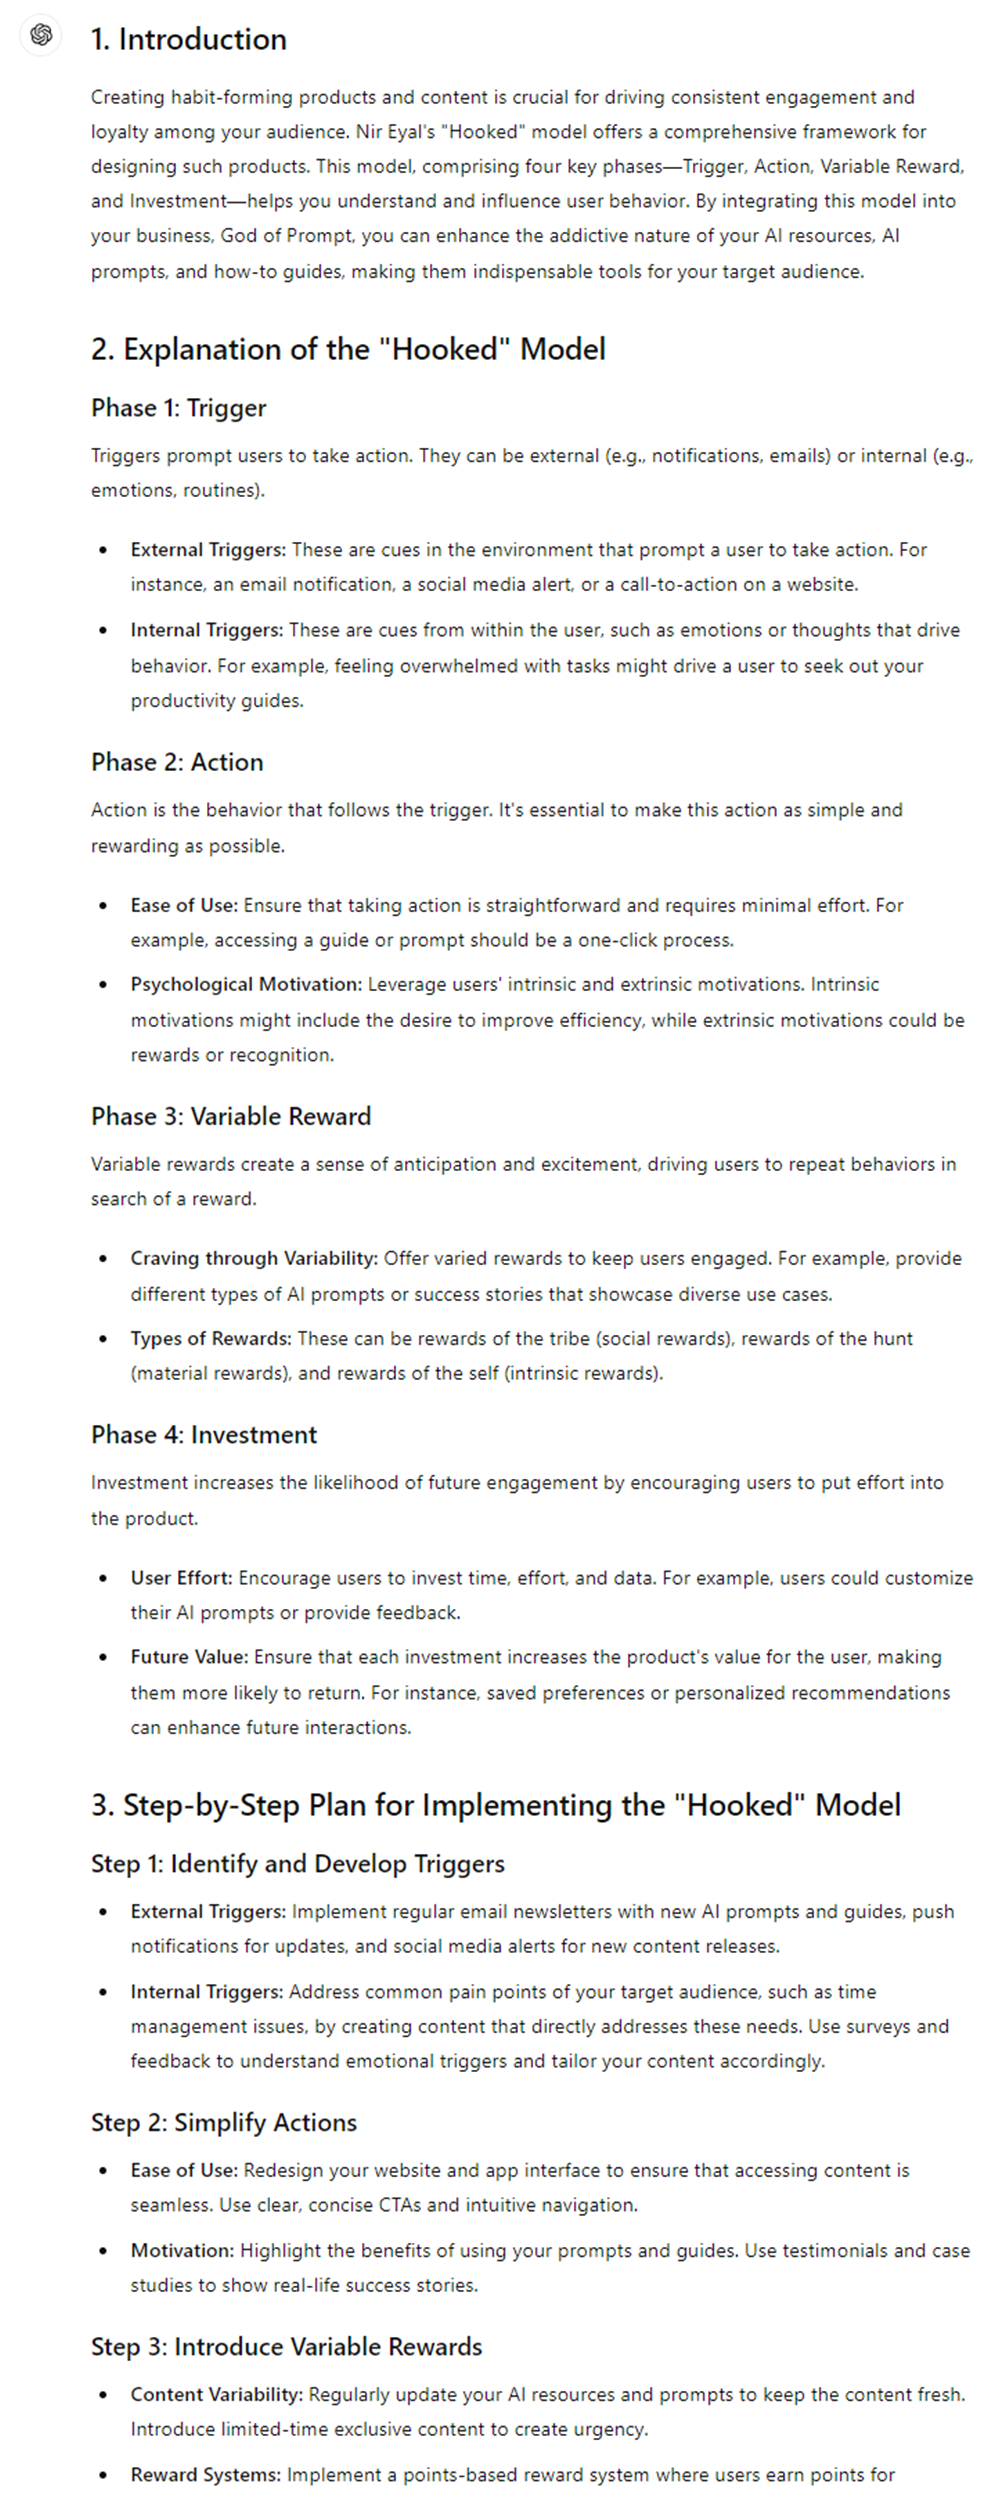 1. Introduction
Creating habit-forming products and content is crucial for driving consistent engagement and
loyalty among your audience. Nir Eyal's "Hooked" model offers a comprehensive framework for
designing such products. This model, comprising four key phases—Trigger, Action, Variable Reward,
and Investment—helps you understand and influence user behavior. By integrating this model into
your business, God of Prompt, you can enhance the addictive nature of your AI resources, AI
prompts, and how-to guides, making them indispensable tools for your target audience.
2. Explanation of the "Hooked" Model
Phase 1: Trigger
Triggers prompt users to take action. They can be external (e.g., notifications, emails) or internal (e.g.,
emotions, routines).
• External Triggers: These are cues in the environment that prompt a user to take action. For
instance, an email notification, a social media alert, or a call-to-action on a website.
• Internal Triggers: These are cues from within the user, such as emotions or thoughts that drive
behavior. For example, feeling overwhelmed with tasks might drive a user to seek out your
productivity guides.
Phase 2: Action
Action is the behavior that follows the trigger. It's essential to make this action as simple and
rewarding as possible.
• Ease of Use: Ensure that taking action is straightforward and requires minimal effort. For
example, accessing a guide or prompt should be a one-click process.
• Psychological Motivation: Leverage users' intrinsic and extrinsic motivations. Intrinsic
motivations might include the desire to improve efficiency, while extrinsic motivations could be
rewards or recognition.
Phase 3: Variable Reward
Variable rewards create a sense of anticipation and excitement, driving users to repeat behaviors in
search of a reward.
• Craving through Variability: Offer varied rewards to keep users engaged. For example, provide
different types of AI prompts or success stories that showcase diverse use cases.
• Types of Rewards: These can be rewards of the tribe (social rewards), rewards of the hunt
(material rewards), and rewards of the self (intrinsic rewards).
Phase 4: Investment
Investment increases the likelihood of future engagement by encouraging users to put effort into
the product.
• User Effort: Encourage users to invest time, effort, and data. For example, users could customize
their AI prompts or provide feedback.
• Future Value: Ensure that each investment increases the product's value for the user, making
them more likely to return. For instance, saved preferences or personalized recommendations
can enhance future interactions.
3. Step-by-Step Plan for Implementing the "Hooked" Model
Step 1: Identify and Develop Triggers
• External Triggers: Implement regular email newsletters with new AI prompts and guides, push
notifications for updates, and social media alerts for new content releases.
• Internal Triggers: Address common pain points of your target audience, such as time
management issues, by creating content that directly addresses these needs. Use surveys and
feedback to understand emotional triggers and tailor your content accordingly.
Step 2: Simplify Actions
• Ease of Use: Redesign your website and app interface to ensure that accessing content is
seamless. Use clear, concise CTAs and intuitive navigation.
• Motivation: Highlight the benefits of using your prompts and guides. Use testimonials and case
studies to show real-life success stories.
Step 3: Introduce Variable Rewards
• Content Variability: Regularly update your AI resources and prompts to keep the content fresh.
Introduce limited-time exclusive content to create urgency.
• Reward Systems: Implement a points-based reward system where users earn points for